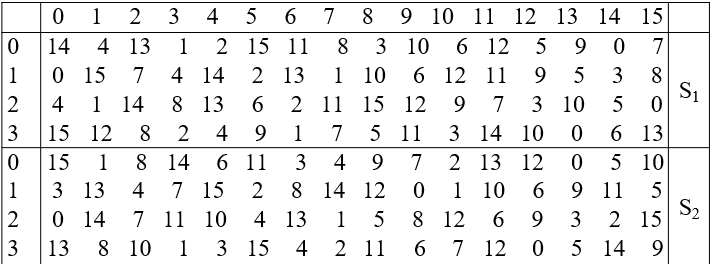 0 1 2 3 4 5 6 7 8 9 10 11 12 13 14 15
0 14 4 13 1 2 15 11 8 3 10 6 12 5 9 0 7
1 0 15 7 4 14 2 13 1 10 6 12 11 9 5 3 8
2 4 1 14 8 13 6 2 11 15 12 9 7 3 10 5 0
3 15 12 8 2 4 9 1 7 5 11 3 14 10 0 6 13
S₁
0 15 1 8 14 6 11 3 4 9 7 2 13 12 0 5 10
1 3 13 4 7 15 2 8 14 12 0 1 10 6 9 11 5
2 0 14 7 11 10 4 13 1 5 8 12 6 9 3 2 15
3 13 8 10 1 3 15 4 2 11 6 7 12 0 5 14 9
S₂